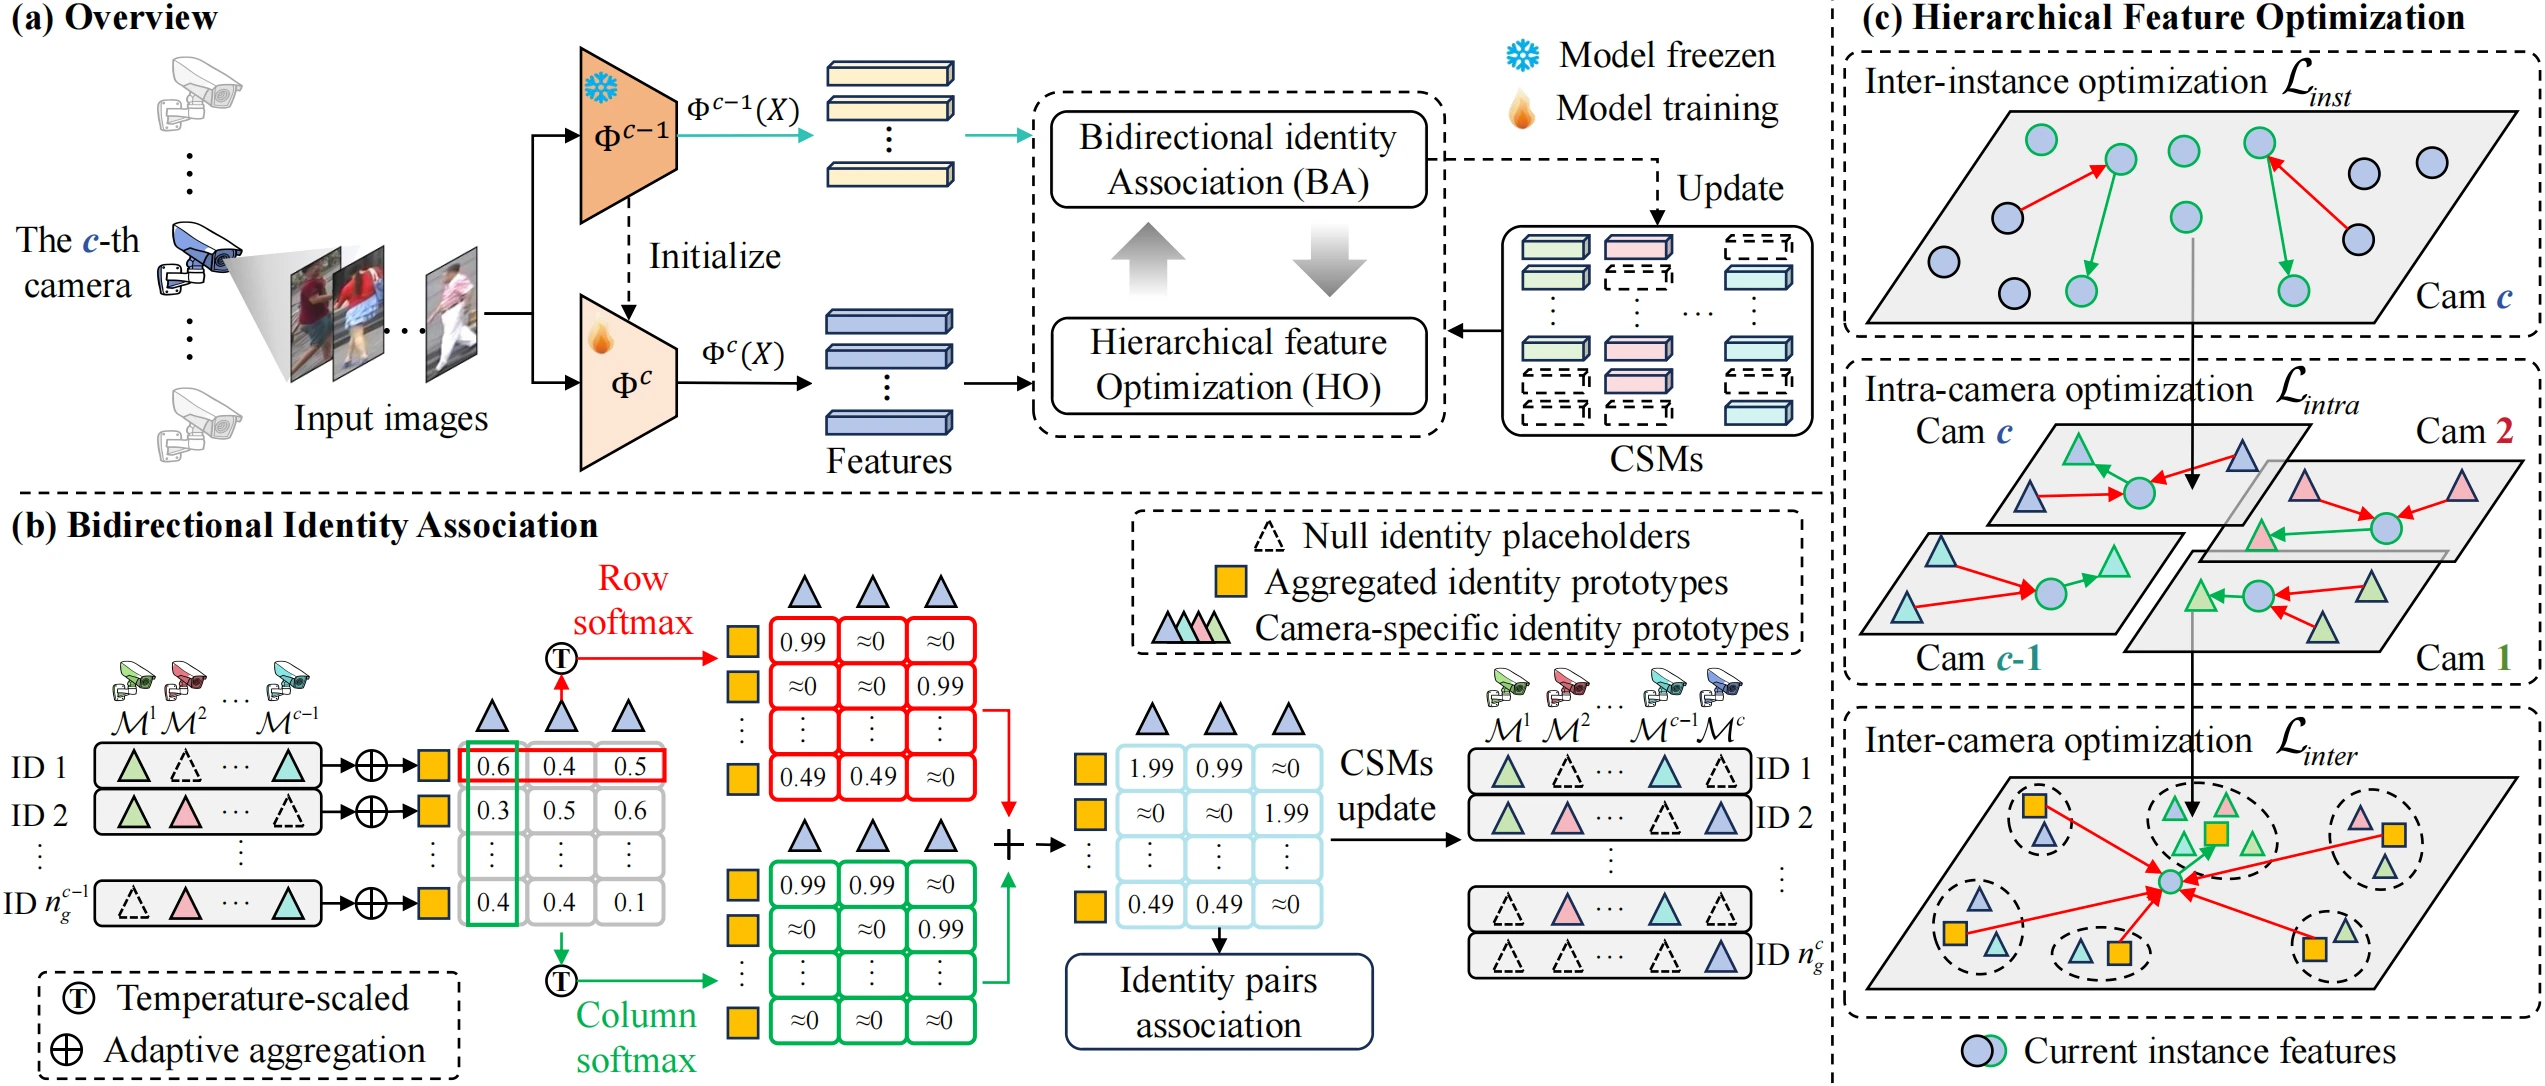 (a) Overview
The c-th
camera
Input images
Φ^{c−1}
Φ^{c−1}(X)
Initialize
Φ^c
Φ^c(X)
Features
Bidirectional identity
Association (BA)
Hierarchical feature
Optimization (HO)
Model freezen
Model training
Update
CSMs
(b) Bidirectional Identity Association
Null identity placeholders
Aggregated identity prototypes
Camera-specific identity prototypes
M^1 M^2 ... M^{c−1}
ID 1
ID 2
ID n_g^{c−1}
0.6 0.4 0.5
0.3 0.5 0.6
0.4 0.4 0.1
T
Row
softmax
T
Column
softmax
0.99 ≈0 ≈0
≈0 ≈0 0.99
0.49 0.49 ≈0
0.99 0.99 ≈0
≈0 ≈0 0.99
≈0 ≈0 ≈0
+
1.99 0.99 ≈0
≈0 ≈0 1.99
0.49 0.49 ≈0
Identity pairs
association
CSMs
update
M^1 M^2 ... M^{c−1} M^c
ID 1
ID 2
ID n_g^c
T Temperature-scaled
Adaptive aggregation
(c) Hierarchical Feature Optimization
Inter-instance optimization L_{inst}
Cam c
Intra-camera optimization L_{intra}
Cam c
Cam 2
Cam c-1
Cam 1
Inter-camera optimization L_{inter}
Current instance features